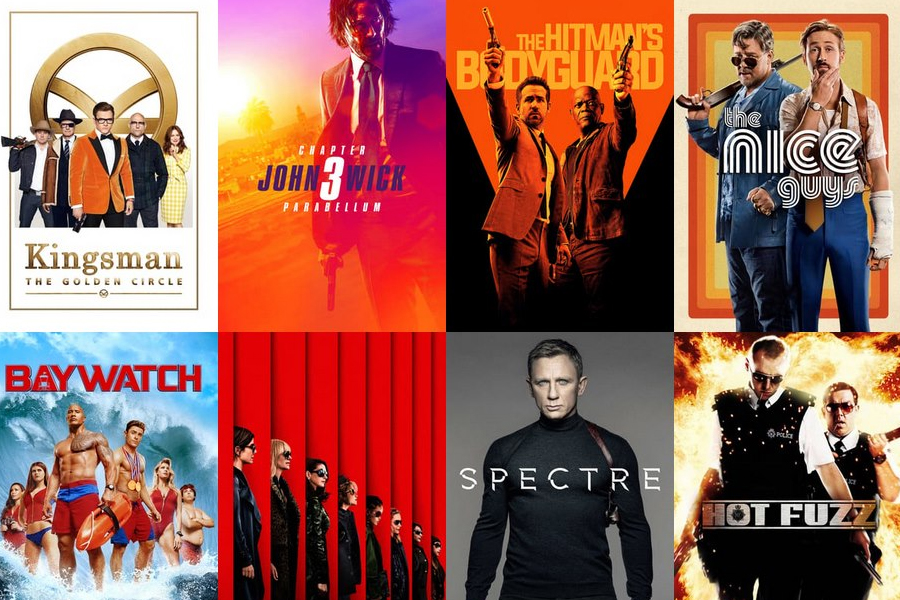 Kingsman
THE GOLDEN CIRCLE
CHAPTER
JOHN 3 WICK
PARABELLUM
THE HITMAN'S
BODYGUARD
the
nice
guys
BAYWATCH
SPECTRE
POLICE
HOT FUZZ